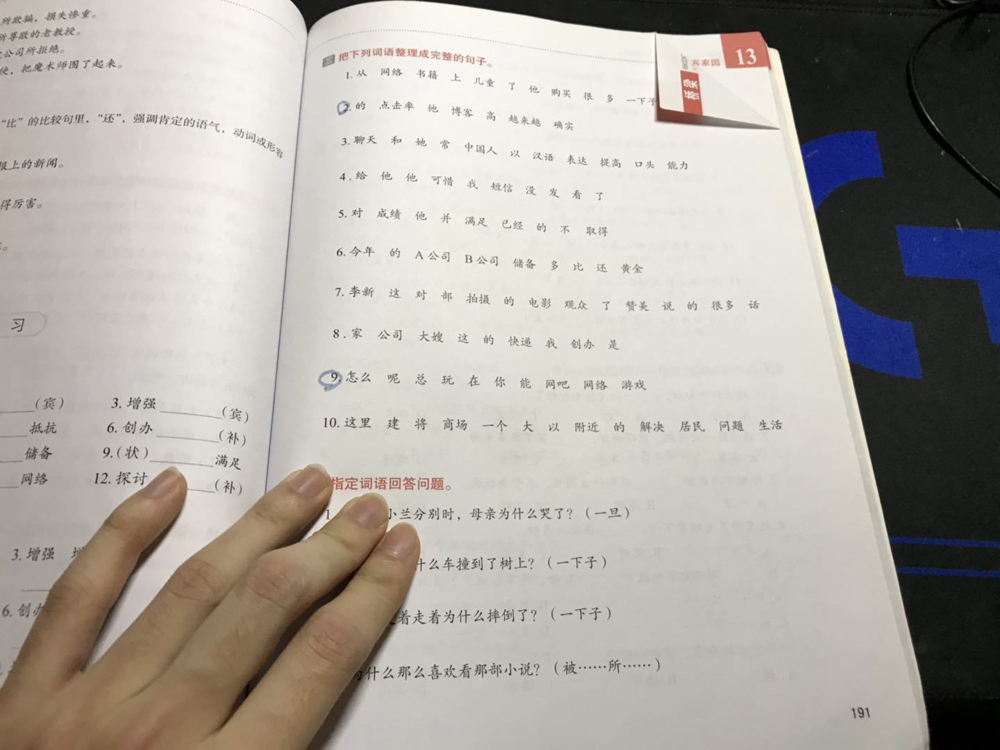 所欺骗，损失惨重。
所尊敬的老教授。
公司所拒绝。
使，把魔术师围了起来。
“比”的比较句里，“还”，强调肯定的语气，动词或形容
报上的新闻。
得厉害。
习
(宾) 3. 增强 (宾)
抵抗 6. 创办 (补)
储备 9.(状) 满足
网络 12. 探讨 (补)
3. 增强
6. 创办
客家园 13
桥梁
三 把下列词语整理成完整的句子。
1. 从 网络 书籍 上 儿童 了 他 购买 很 多 一下子
2. 的 点击率 他 博客 高 越来越 确实
3. 聊天 和 她 常 中国人 以 汉语 表达 提高 口头 能力
4. 给 他 他 可惜 我 短信 没 发 看 了
5. 对 成绩 他 并 满足 已经 的 不 取得
6. 今年 的 A公司 B公司 储备 多 比 还 黄金
7. 李新 这 对 部 拍摄 的 电影 观众 了 赞美 说 的 很多 话
8. 家 公司 大嫂 这 的 快递 我 创办 是
9. 怎么 呢 总 玩 在 你 能 网吧 网络 游戏
10. 这里 建 将 商场 一个 大 以 附近 的 解决 居民 问题 生活
指定词语回答问题。
1 小兰分别时，母亲为什么哭了？（一旦）
什么车撞到了树上？（一下子）
着走着为什么摔倒了？（一下子）
为什么那么喜欢看那部小说？（被……所……）
191